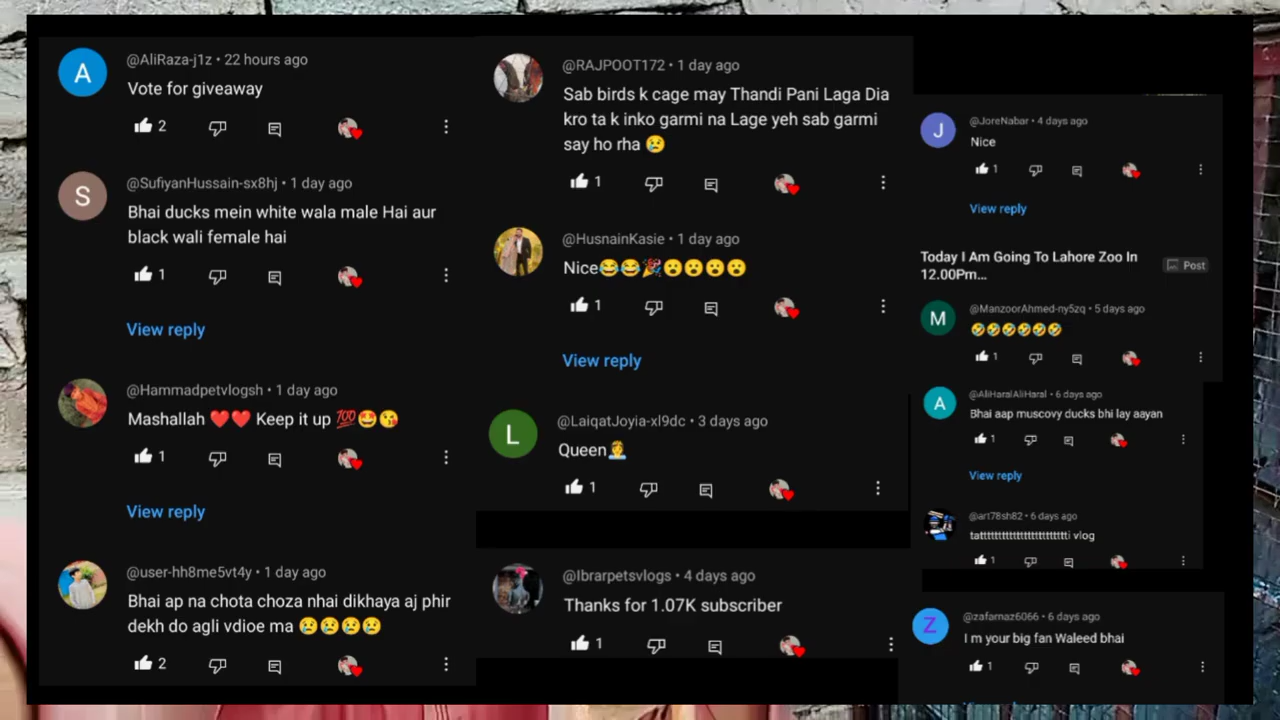 A
@AliRaza-j1z • 22 hours ago
Vote for giveaway
2
S
@SufiyanHussain-sx8hj • 1 day ago
Bhai ducks mein white wala male Hai aur
black wali female hai
1
View reply
@Hammadpetvlogsh • 1 day ago
Mashallah ❤️❤️ Keep it up 💯🤩😘
1
View reply
@user-hh8me5vt4y • 1 day ago
Bhai ap na chota choza nhai dikhaya aj phir
dekh do agli vdioe ma 😢😢😢😢
2
@RAJPOOT172 • 1 day ago
Sab birds k cage may Thandi Pani Laga Dia
kro ta k inko garmi na Lage yeh sab garmi
say ho rha 😢
1
@HusnainKasie • 1 day ago
Nice😂😂🎉😮😮😮😮
1
View reply
L
@LaiqatJoyia-xl9dc • 3 days ago
Queen👸
1
@Ibrarpetsvlogs • 4 days ago
Thanks for 1.07K subscriber
1
J
@JoreNabar • 4 days ago
Nice
1
View reply
Today I Am Going To Lahore Zoo In
12.00Pm...
Post
M
@ManzoorAhmed-ny5zq • 5 days ago
🤣🤣🤣🤣🤣🤣
1
A
@AliHaralAliHaral • 6 days ago
Bhai aap muscovy ducks bhi lay aayan
1
View reply
@art78sh82 • 6 days ago
vlog
1
Z
@zafarnaz6066 • 6 days ago
I m your big fan Waleed bhai
1